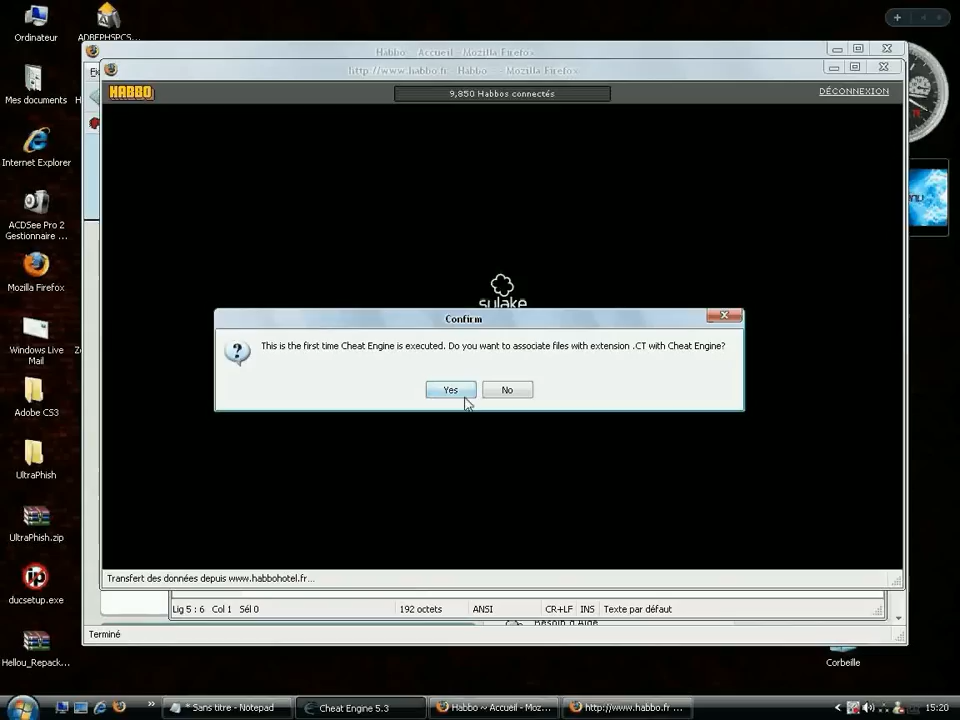 Ordinateur
ADBEPHSPCS...
Habbo ~ Accueil - Mozilla Firefox
http://www.habbo.fr - Habbo ~ - Mozilla Firefox
Mes documents
HABBO
9,850 Habbos connectés
DÉCONNEXION
Internet Explorer
ACDSee Pro 2
Gestionnaire ...
Mozilla Firefox
sulake
Confirm
This is the first time Cheat Engine is executed. Do you want to associate files with extension .CT with Cheat Engine?
Yes
No
Windows Live
Mail
Adobe CS3
UltraPhish
UltraPhish.zip
ducsetup.exe
Transfert des données depuis www.habbohotel.fr...
Lig 5 : 6 Col 1 Sél 0
192 octets
ANSI
CR+LF
INS
Texte par défaut
Besoin d'Aide
Terminé
Hellou_Repack...
Corbeille
* Sans titre - Notepad
Cheat Engine 5.3
Habbo ~ Accueil - Moz...
http://www.habbo.fr ...
15:20